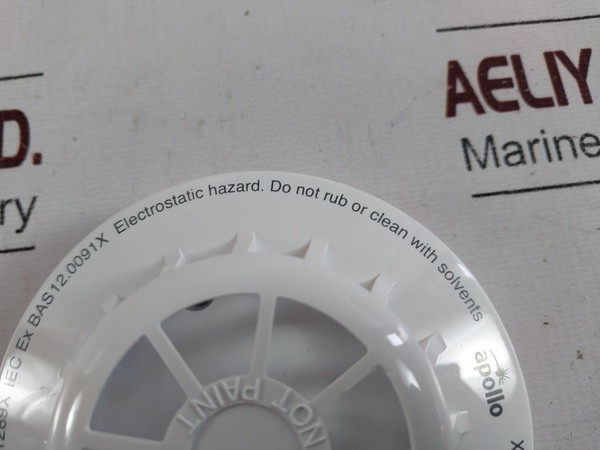 D.
ry
AELIY
Marine
1289X IEC Ex BAS12.0091X Electrostatic hazard. Do not rub or clean with solvents
apollo
X
NOT PAINT